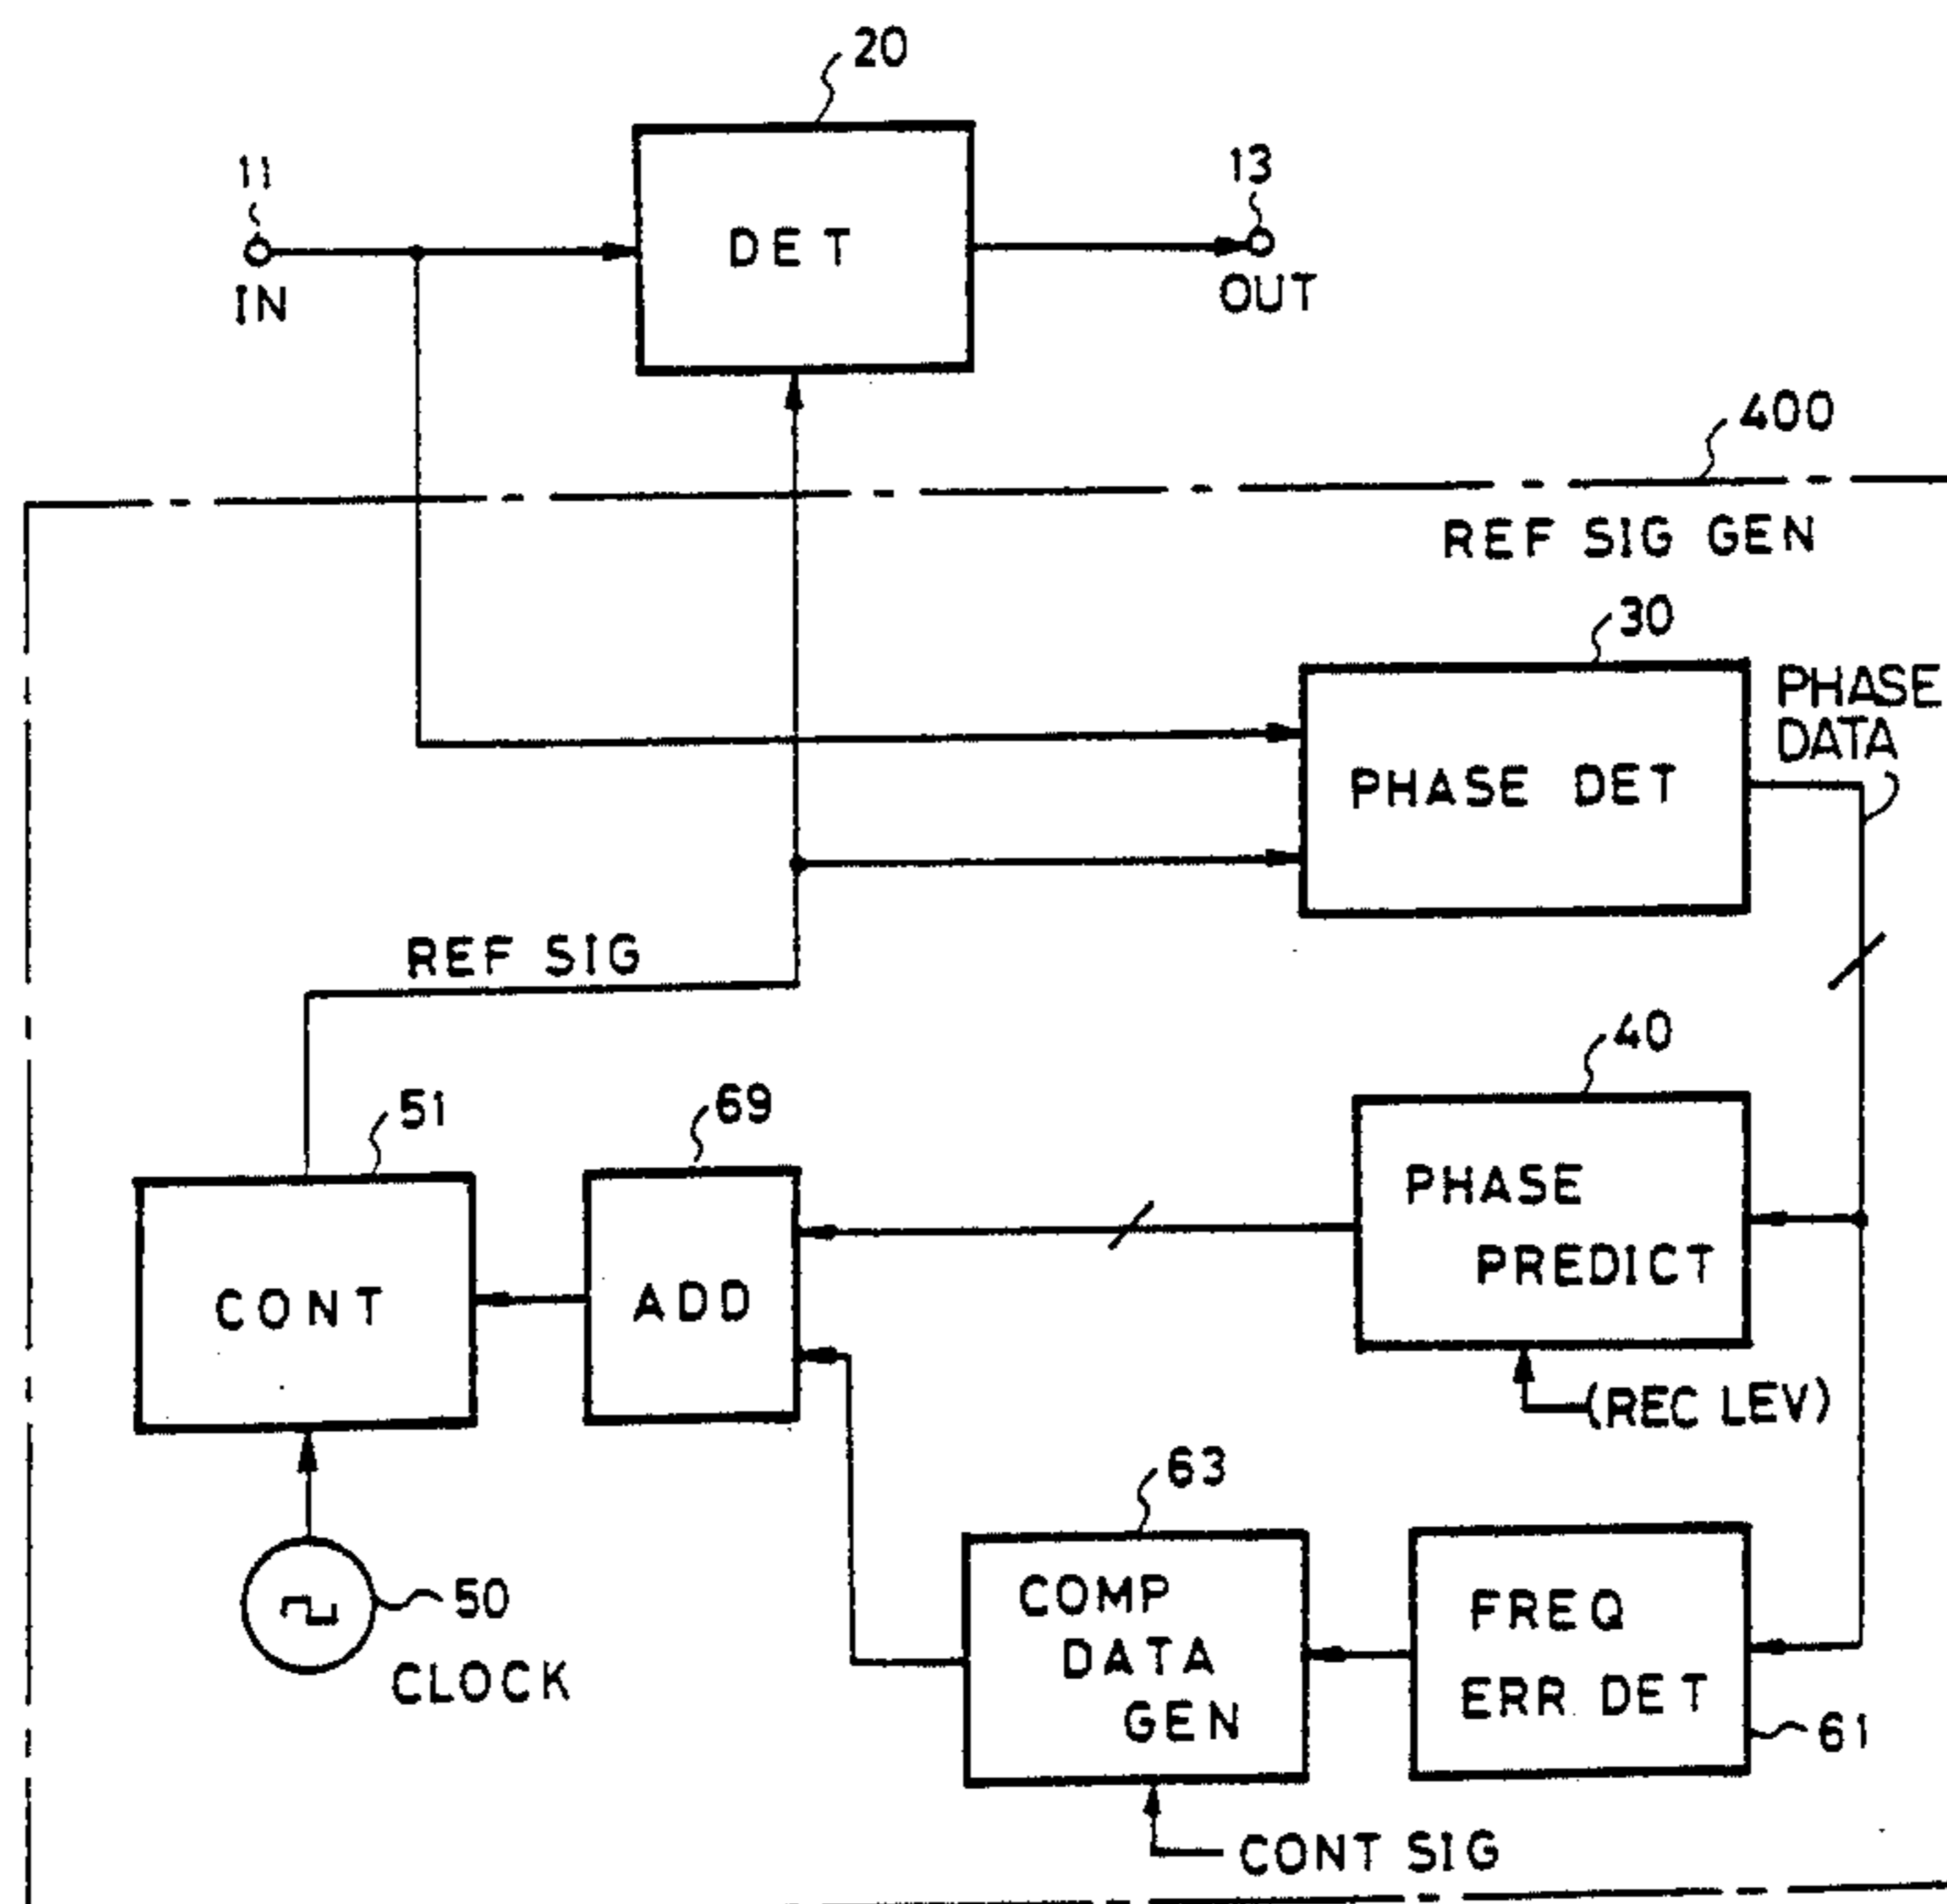 20
11
13
DET
IN
OUT
400
REF SIG GEN
30
PHASE
DATA
PHASE DET
REF SIG
40
51
69
PHASE
PREDICT
CONT
ADD
(REC LEV)
63
50
CLOCK
COMP
DATA
GEN
FREQ
ERR DET
61
CONT SIG